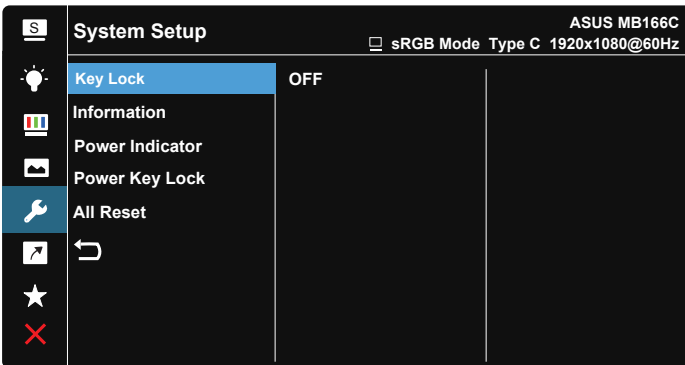 S
System Setup
ASUS MB166C
sRGB Mode Type C 1920x1080@60Hz
Key Lock
OFF
Information
Power Indicator
Power Key Lock
All Reset